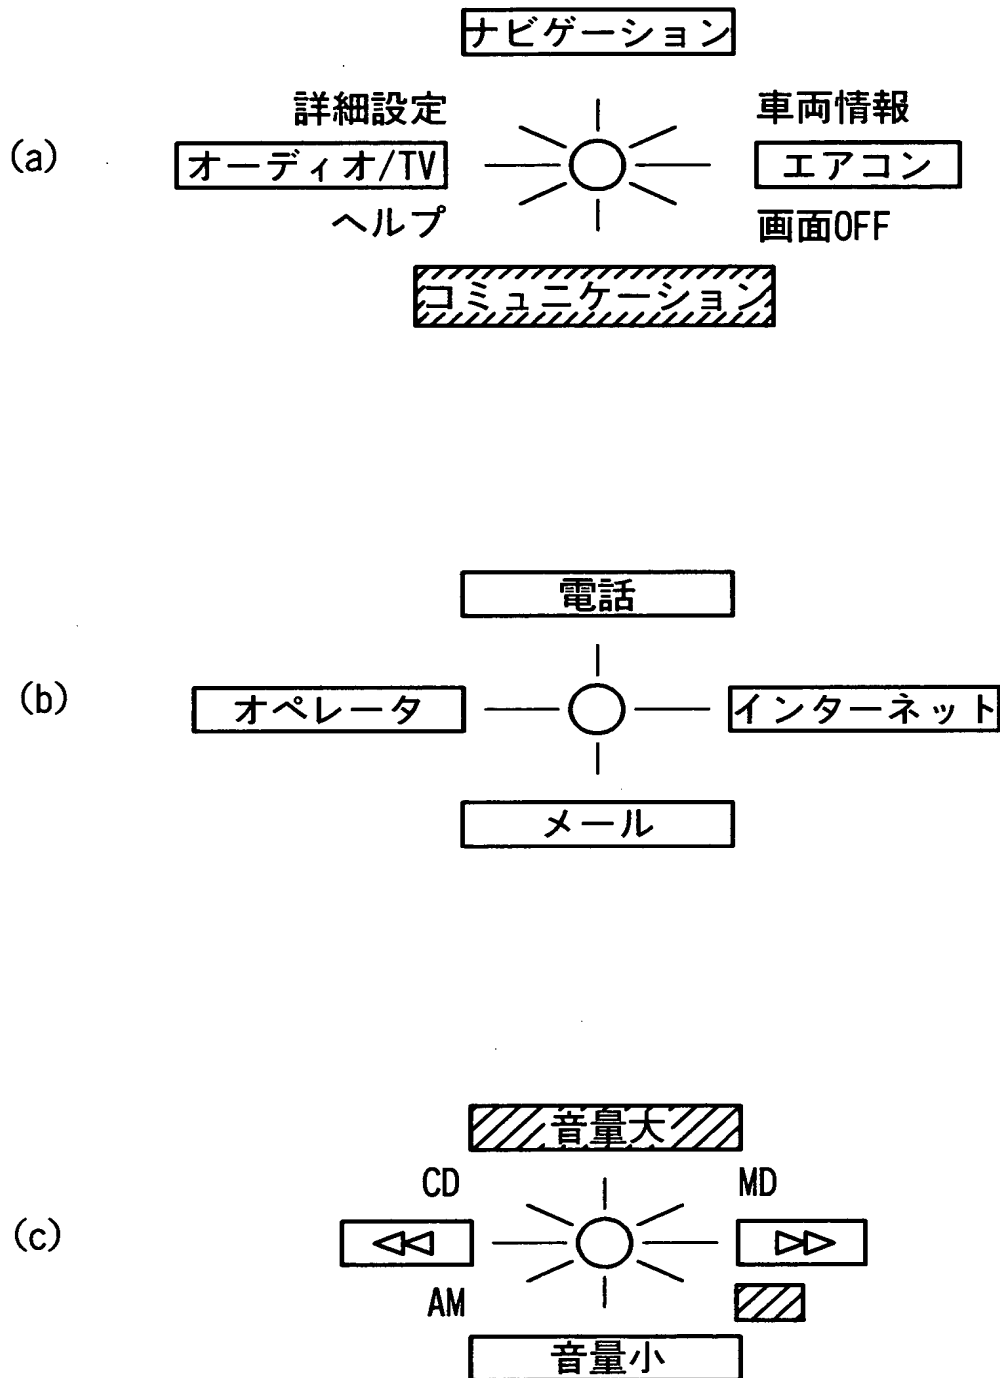 ナビゲーション
詳細設定 車両情報
(a) オーディオ/TV エアコン
ヘルプ 画面OFF
コミュニケーション
電話
(b) オペレータ インターネット
メール
音量大
CD MD
(c)
AM
音量小